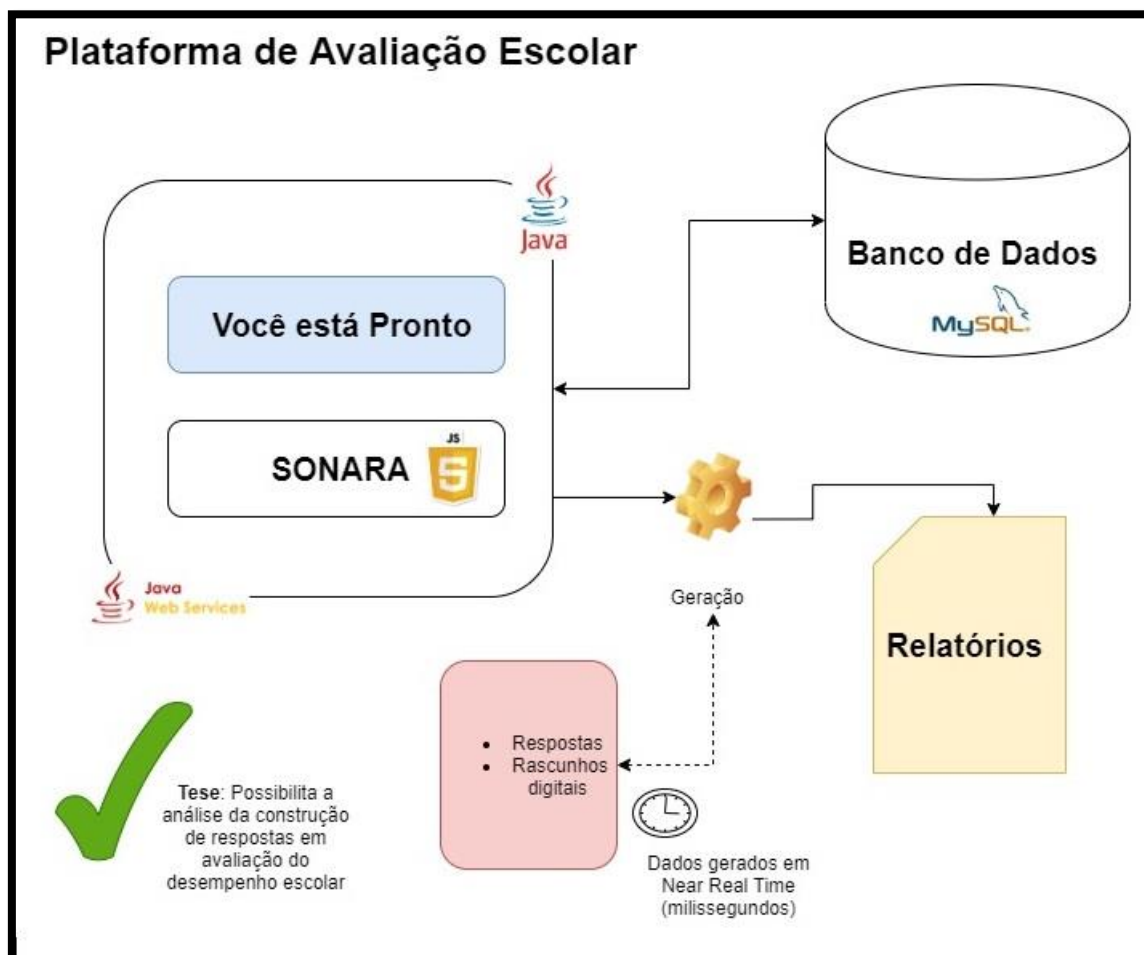 Plataforma de Avaliação Escolar
Java
Você está Pronto
Banco de Dados
MySQL
SONARA
JS
5
Java
Web Services
Geração
Relatórios
• Respostas
• Rascunhos
digitais
Tese: Possibilita a
análise da construção
de respostas em
avaliação do
desempenho escolar
Dados gerados em
Near Real Time
(milissegundos)